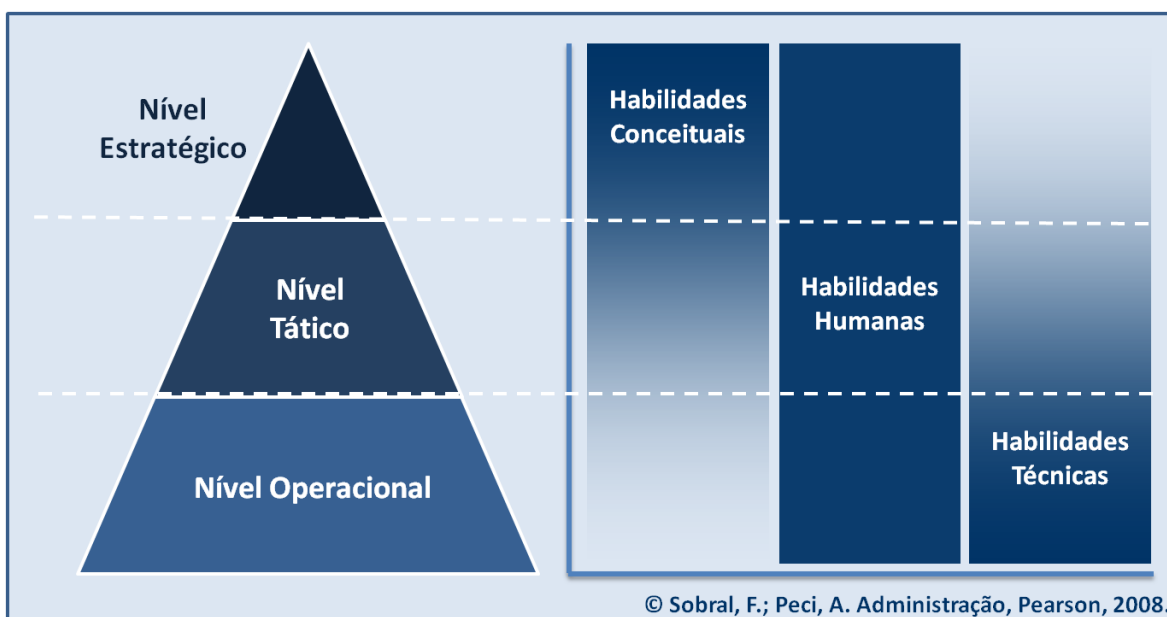 Nível
Estratégico
Nível
Tático
Nível Operacional
Habilidades
Conceituais
Habilidades
Humanas
Habilidades
Técnicas
© Sobral, F.; Peci, A. Administração, Pearson, 2008.